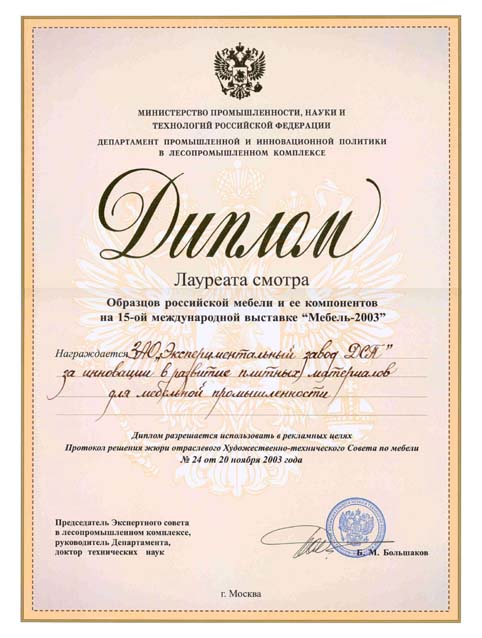 МИНИСТЕРСТВО ПРОМЫШЛЕННОСТИ, НАУКИ И
ТЕХНОЛОГИЙ РОССИЙСКОЙ ФЕДЕРАЦИИ
ДЕПАРТАМЕНТ ПРОМЫШЛЕННОЙ И ИННОВАЦИОННОЙ ПОЛИТИКИ
В ЛЕСОПРОМЫШЛЕННОМ КОМПЛЕКСЕ
Диплом
Лауреата смотра
Образцов российской мебели и ее компонентов
на 15-ой международной выставке “Мебель-2003”
Награждается ЗАО „Экспериментальный завод ДСП”
за инновации в развитие плитных материалов
для мебельной промышленности
Диплом разрешается использовать в рекламных целях
Протокол решения жюри отраслевого Художественно-технического Совета по мебели
№ 24 от 20 ноября 2003 года
Председатель Экспертного совета
в лесопромышленном комплексе,
руководитель Департамента,
доктор технических наук
Б. М. Большаков
г. Москва